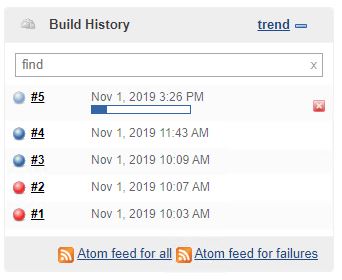 Build History trend
find x
#5 Nov 1, 2019 3:26 PM
#4 Nov 1, 2019 11:43 AM
#3 Nov 1, 2019 10:09 AM
#2 Nov 1, 2019 10:07 AM
#1 Nov 1, 2019 10:03 AM
Atom feed for all Atom feed for failures